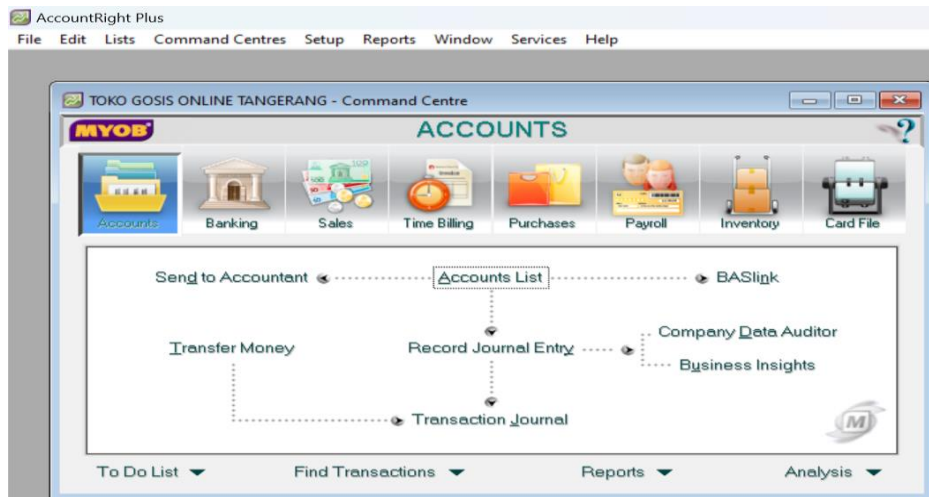 AccountRight Plus
File Edit Lists Command Centres Setup Reports Window Services Help
TOKO GOSIS ONLINE TANGERANG - Command Centre
MYOB ACCOUNTS ?
Accounts Banking Sales Time Billing Purchases Payroll Inventory Card File
Send to Accountant Accounts List BASlink
Company Data Auditor
Transfer Money Record Journal Entry
Business Insights
Transaction Journal
M
To Do List Find Transactions Reports Analysis